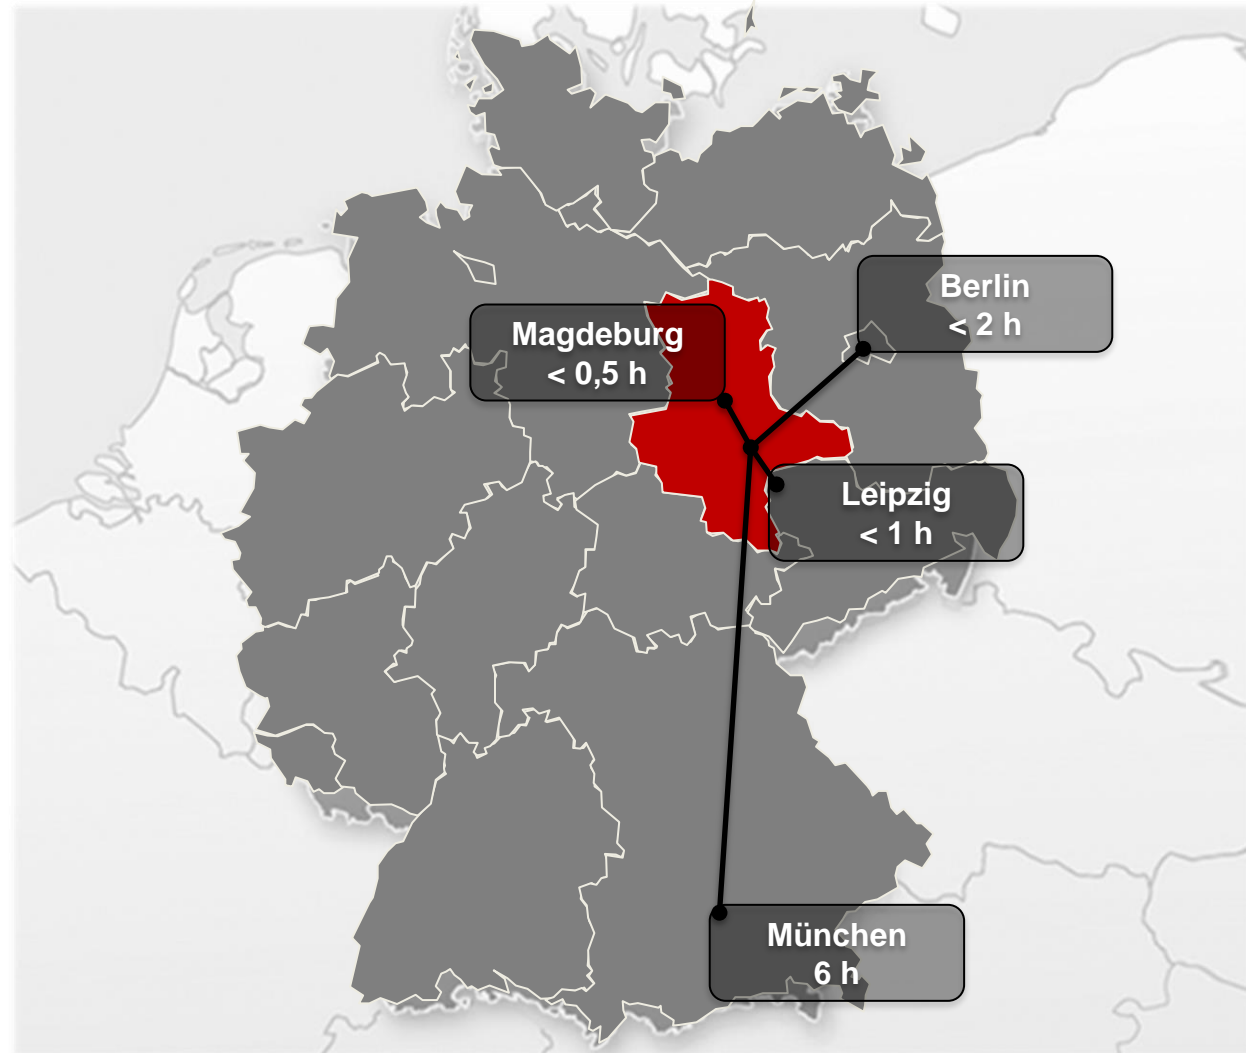 Berlin
< 2 h
Magdeburg
< 0,5 h
Leipzig
< 1 h
München
6 h